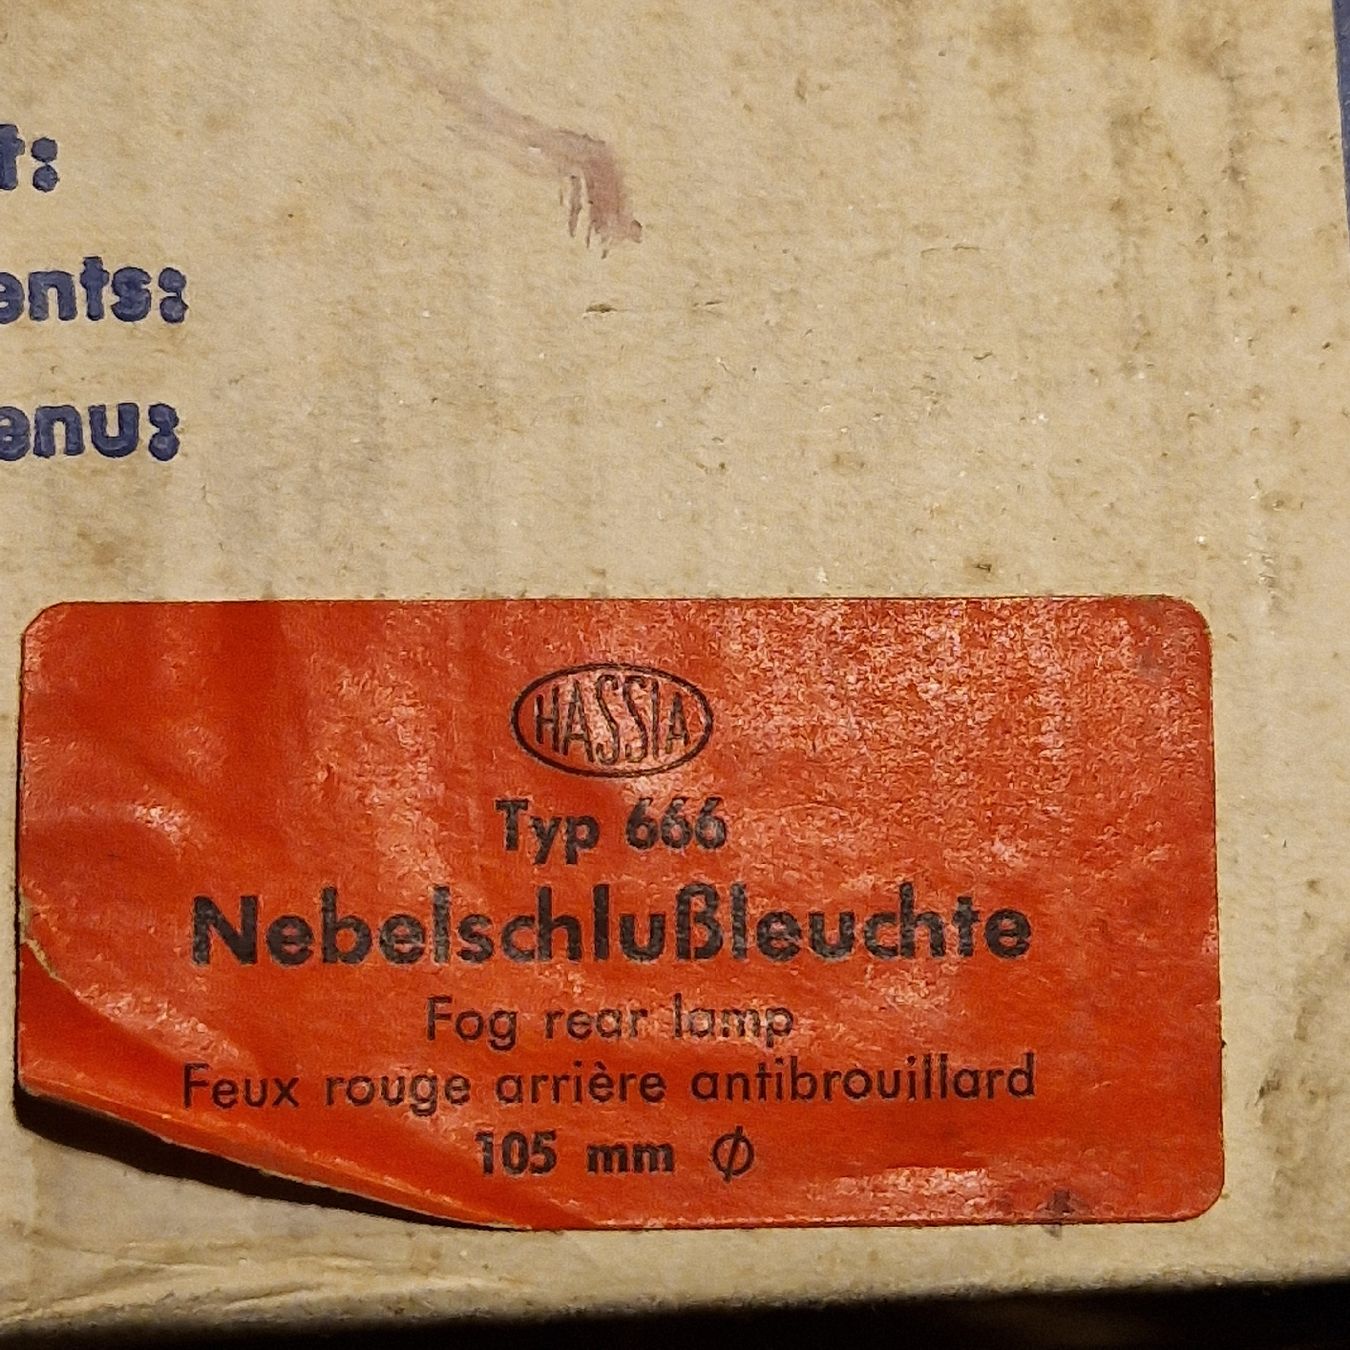 t:
ents:
enu:
HASSIA
Typ 666
Nebelschlußleuchte
Fog rear lamp
Feux rouge arrière antibrouillard
105 mm ϕ